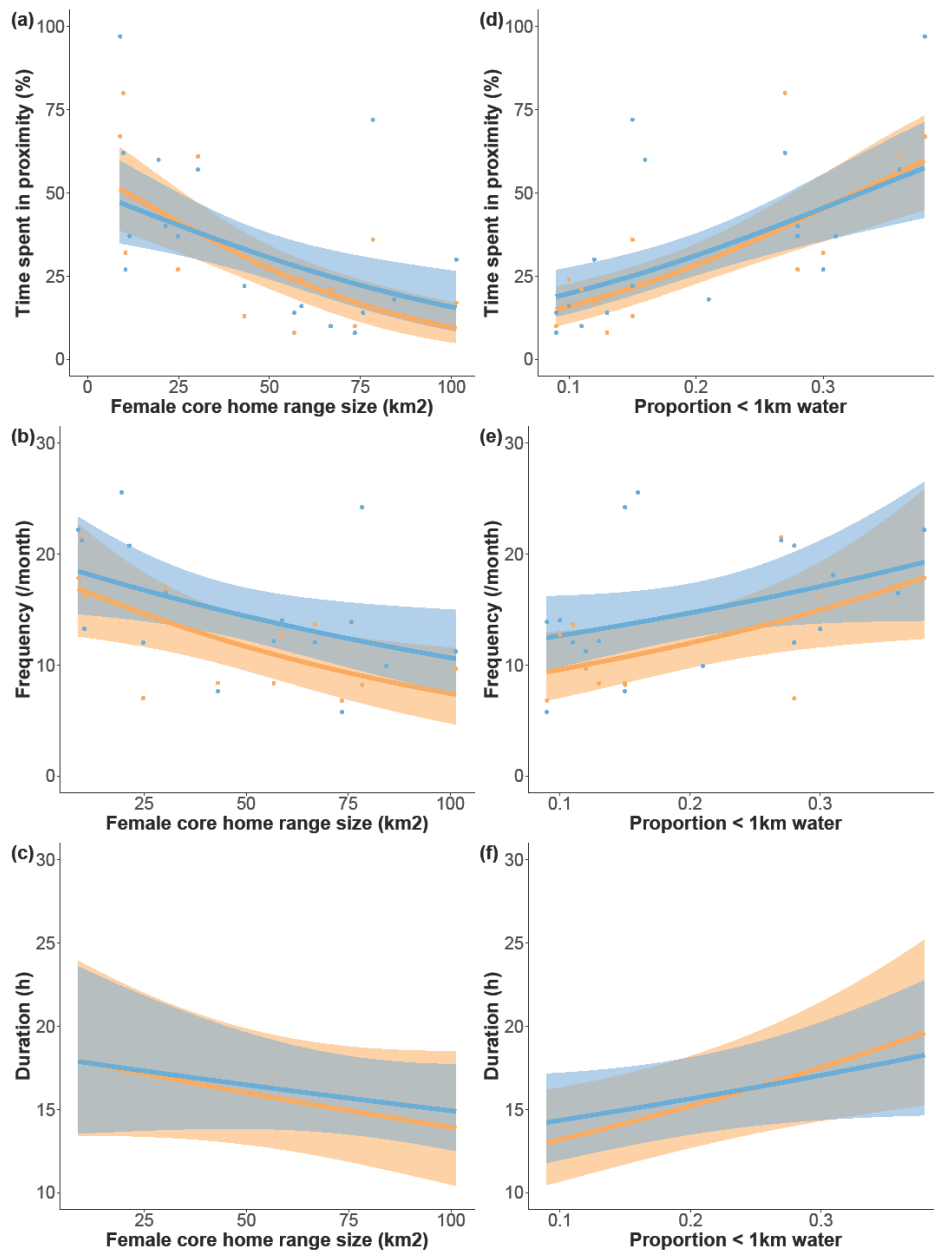 (a)
Time spent in proximity (%)
100
75
50
25
0
0 25 50 75 100
Female core home range size (km2)
(d)
Time spent in proximity (%)
100
75
50
25
0
0.1 0.2 0.3
Proportion < 1km water
(b)
Frequency (/month)
30
20
10
0
25 50 75 100
Female core home range size (km2)
(e)
Frequency (/month)
30
20
10
0
0.1 0.2 0.3
Proportion < 1km water
(c)
Duration (h)
30
25
20
15
10
25 50 75 100
Female core home range size (km2)
(f)
Duration (h)
30
25
20
15
10
0.1 0.2 0.3
Proportion < 1km water